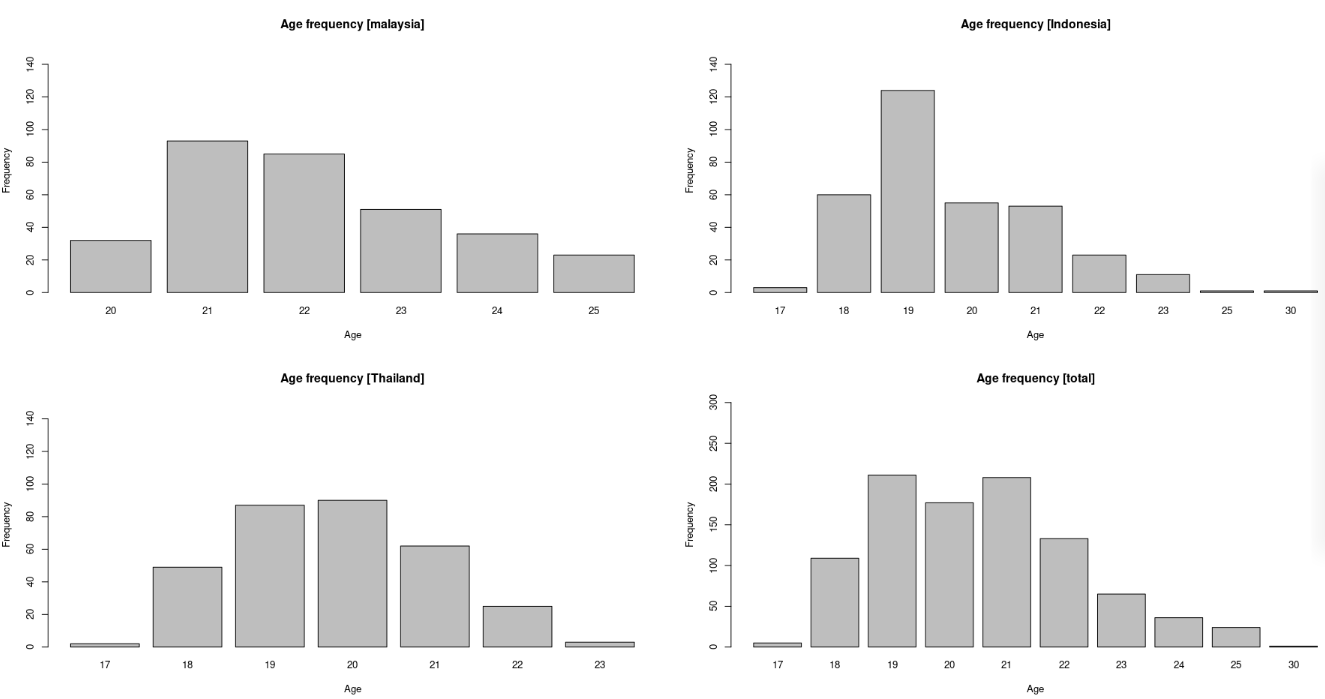 Age frequency [malaysia]
Frequency
0 20 40 60 80 100 120 140
20 21 22 23 24 25
Age
Age frequency [Indonesia]
Frequency
0 20 40 60 80 100 120 140
17 18 19 20 21 22 23 25 30
Age
Age frequency [Thailand]
Frequency
0 20 40 60 80 100 120 140
17 18 19 20 21 22 23
Age
Age frequency [total]
Frequency
0 50 100 150 200 250 300
17 18 19 20 21 22 23 24 25 30
Age